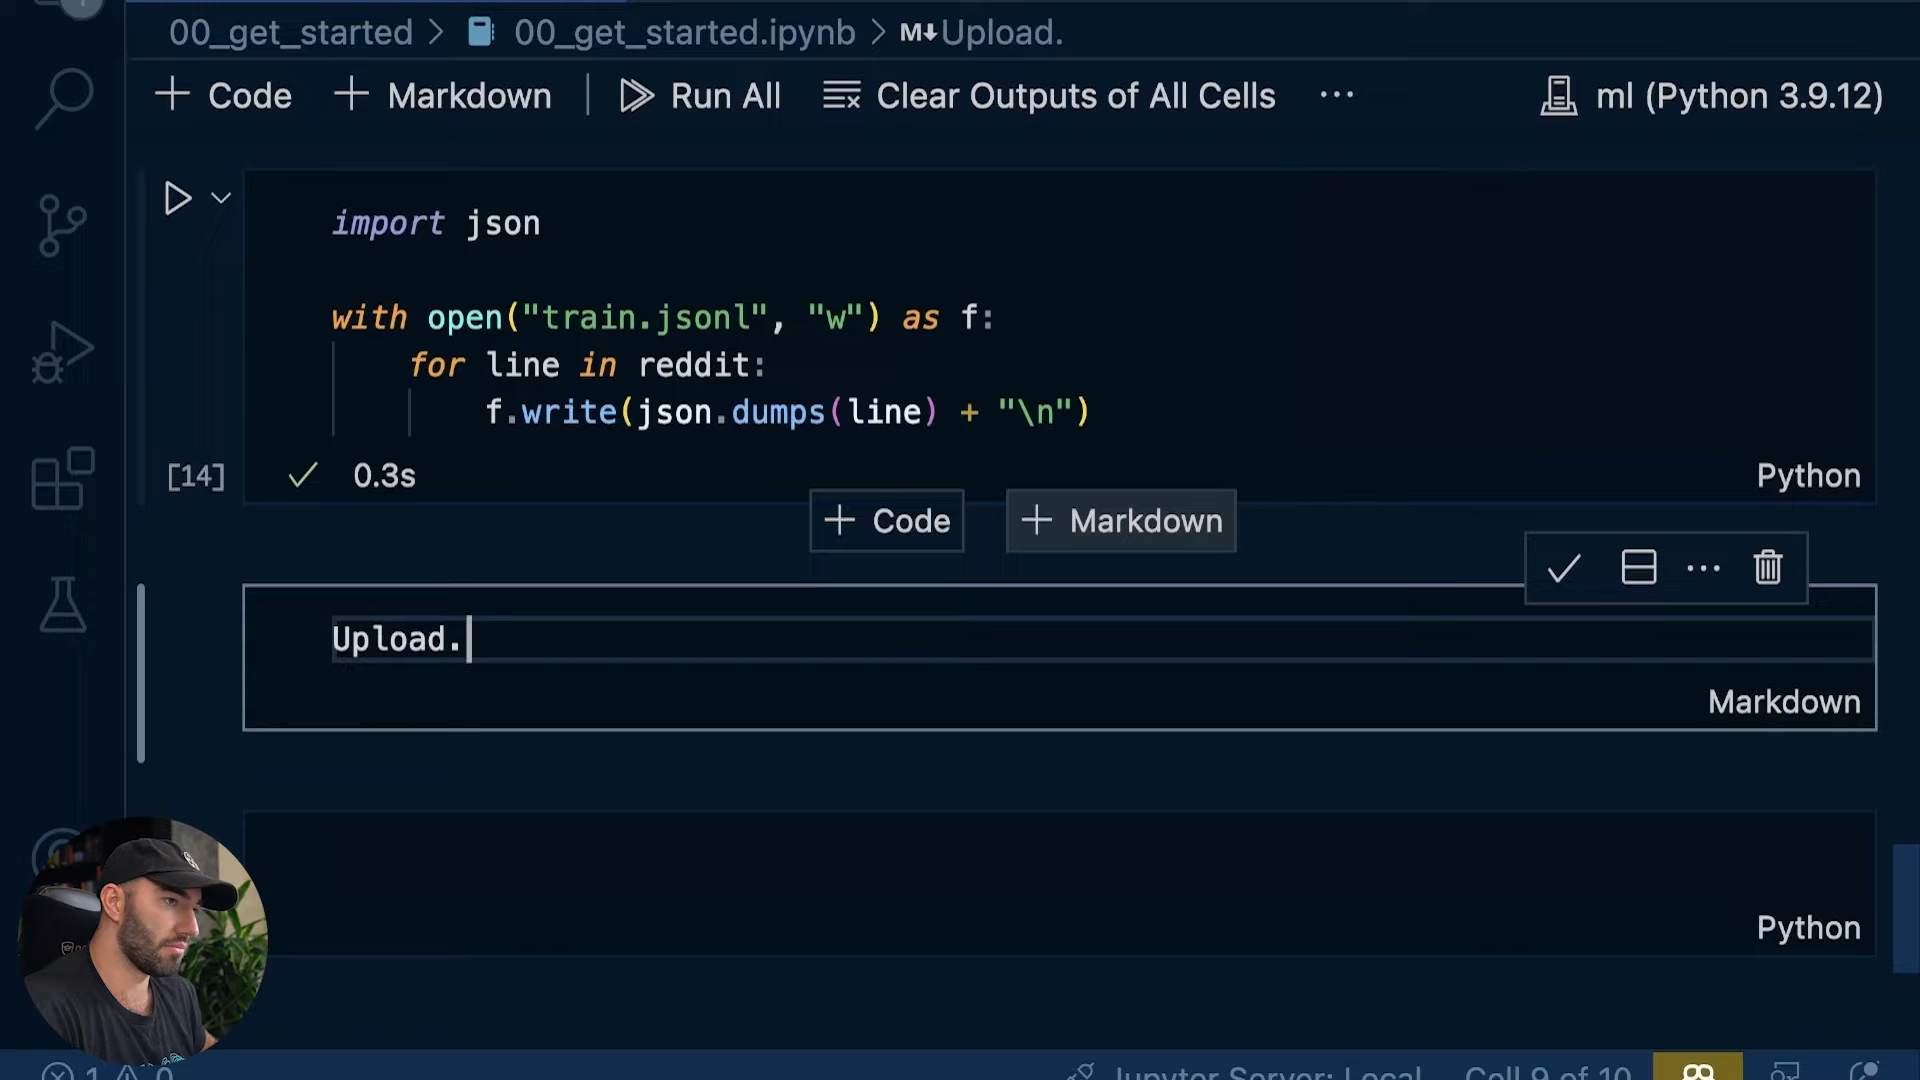 00_get_started > 00_get_started.ipynb > M↓Upload.
+ Code + Markdown Run All Clear Outputs of All Cells ··· ml (Python 3.9.12)
import json
with open("train.jsonl", "w") as f:
for line in reddit:
f.write(json.dumps(line) + "\n")
[14] ✓ 0.3s Python
+ Code + Markdown
Upload.
Markdown
Python
1 0 Jupyter Server: Local Cell 9 of 10